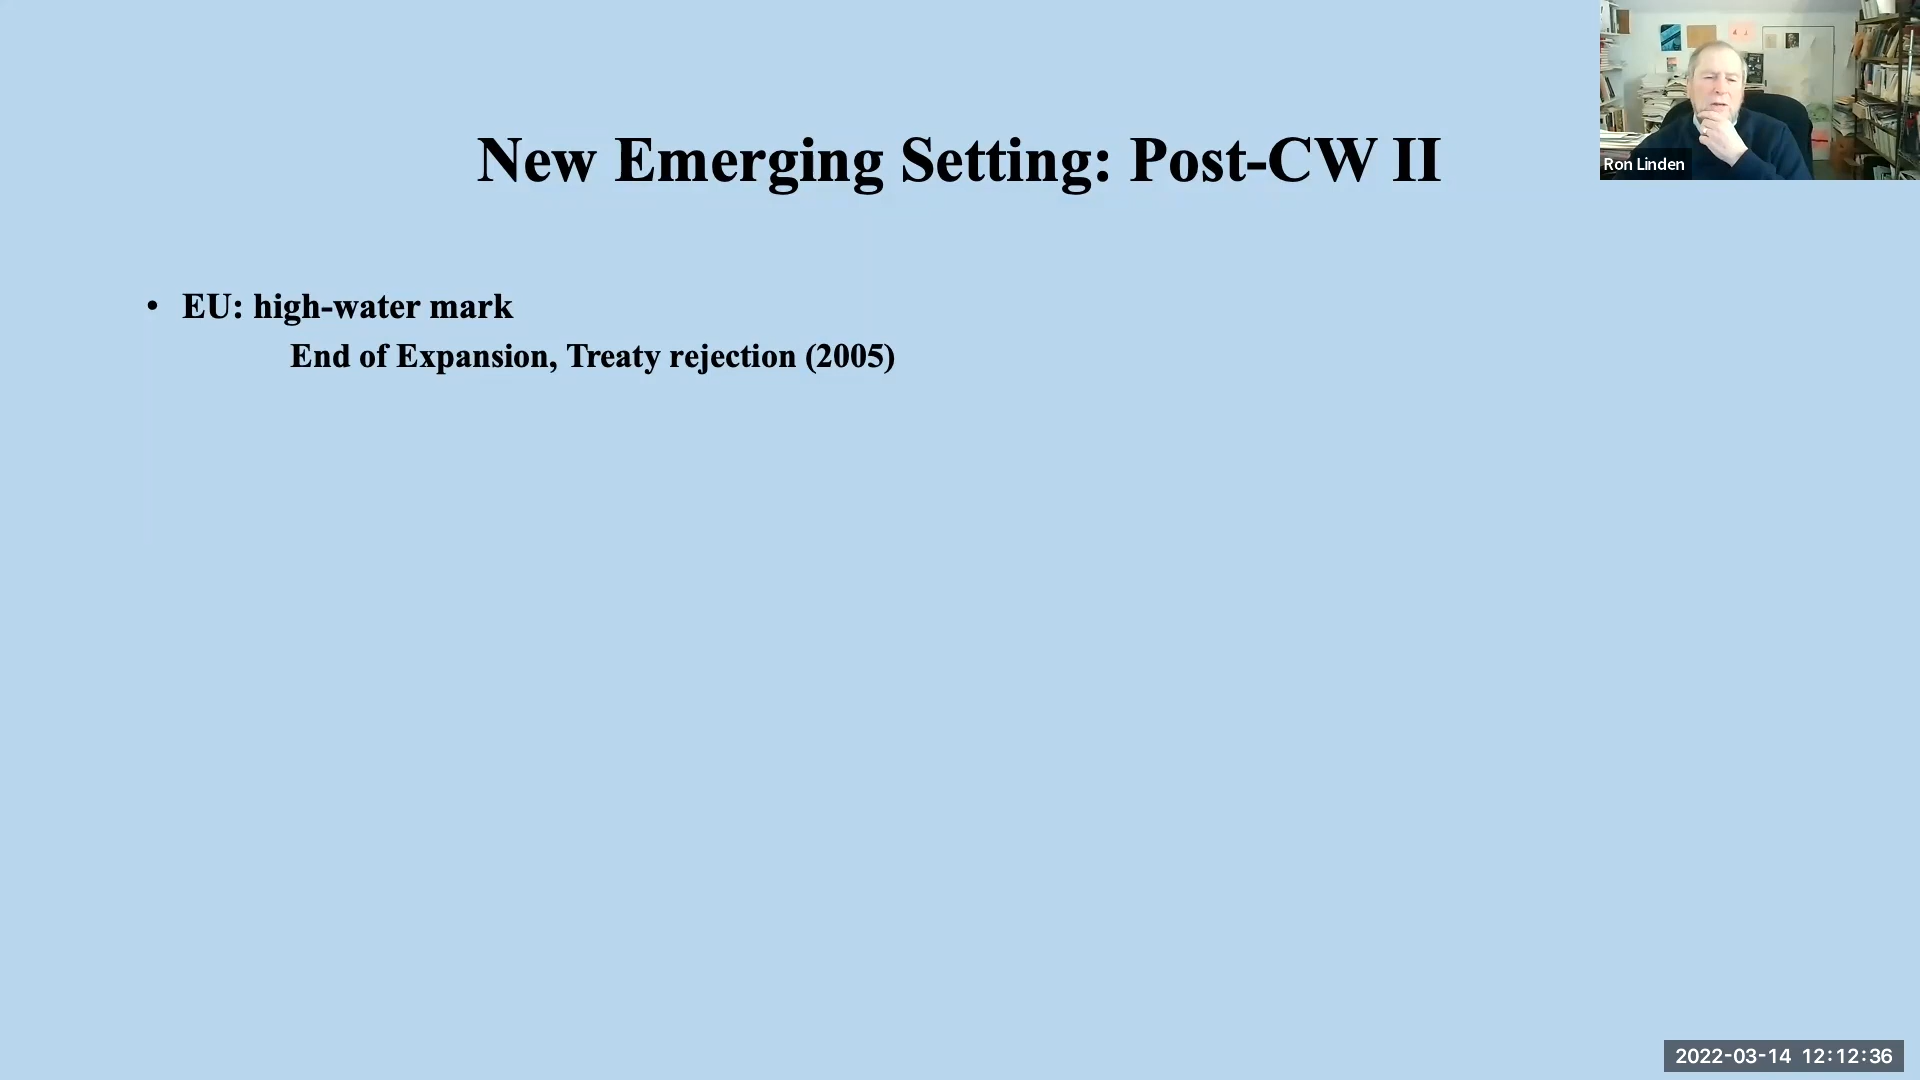 New Emerging Setting: Post-CW II
Ron Linden
• EU: high-water mark
End of Expansion, Treaty rejection (2005)
2022-03-14 12:12:36